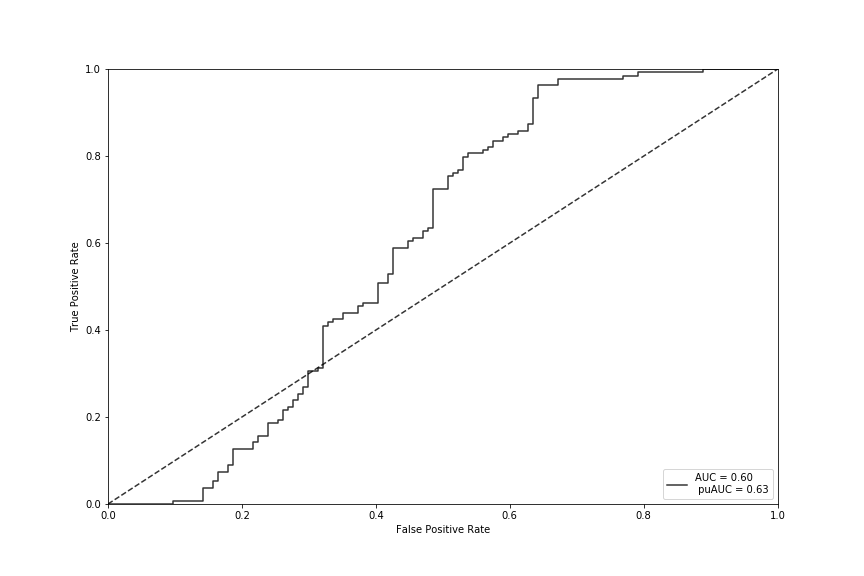 1.0
0.8
0.6
0.4
0.2
0.0
True Positive Rate
0.0 0.2 0.4 0.6 0.8 1.0
False Positive Rate
AUC = 0.60
puAUC = 0.63